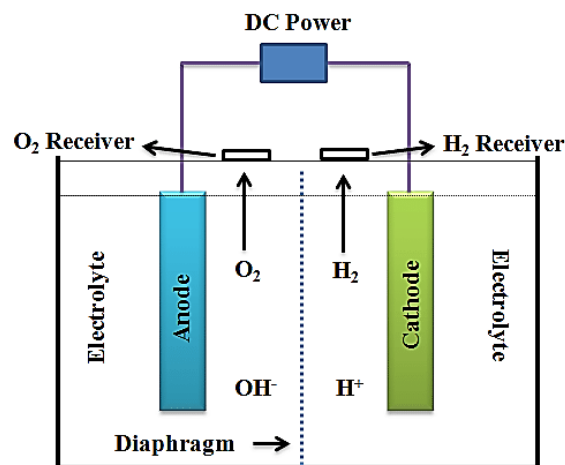 DC Power
O₂ Receiver
H₂ Receiver
Electrolyte
Anode
O₂
H₂
Cathode
Electrolyte
OH⁻
H⁺
Diaphragm